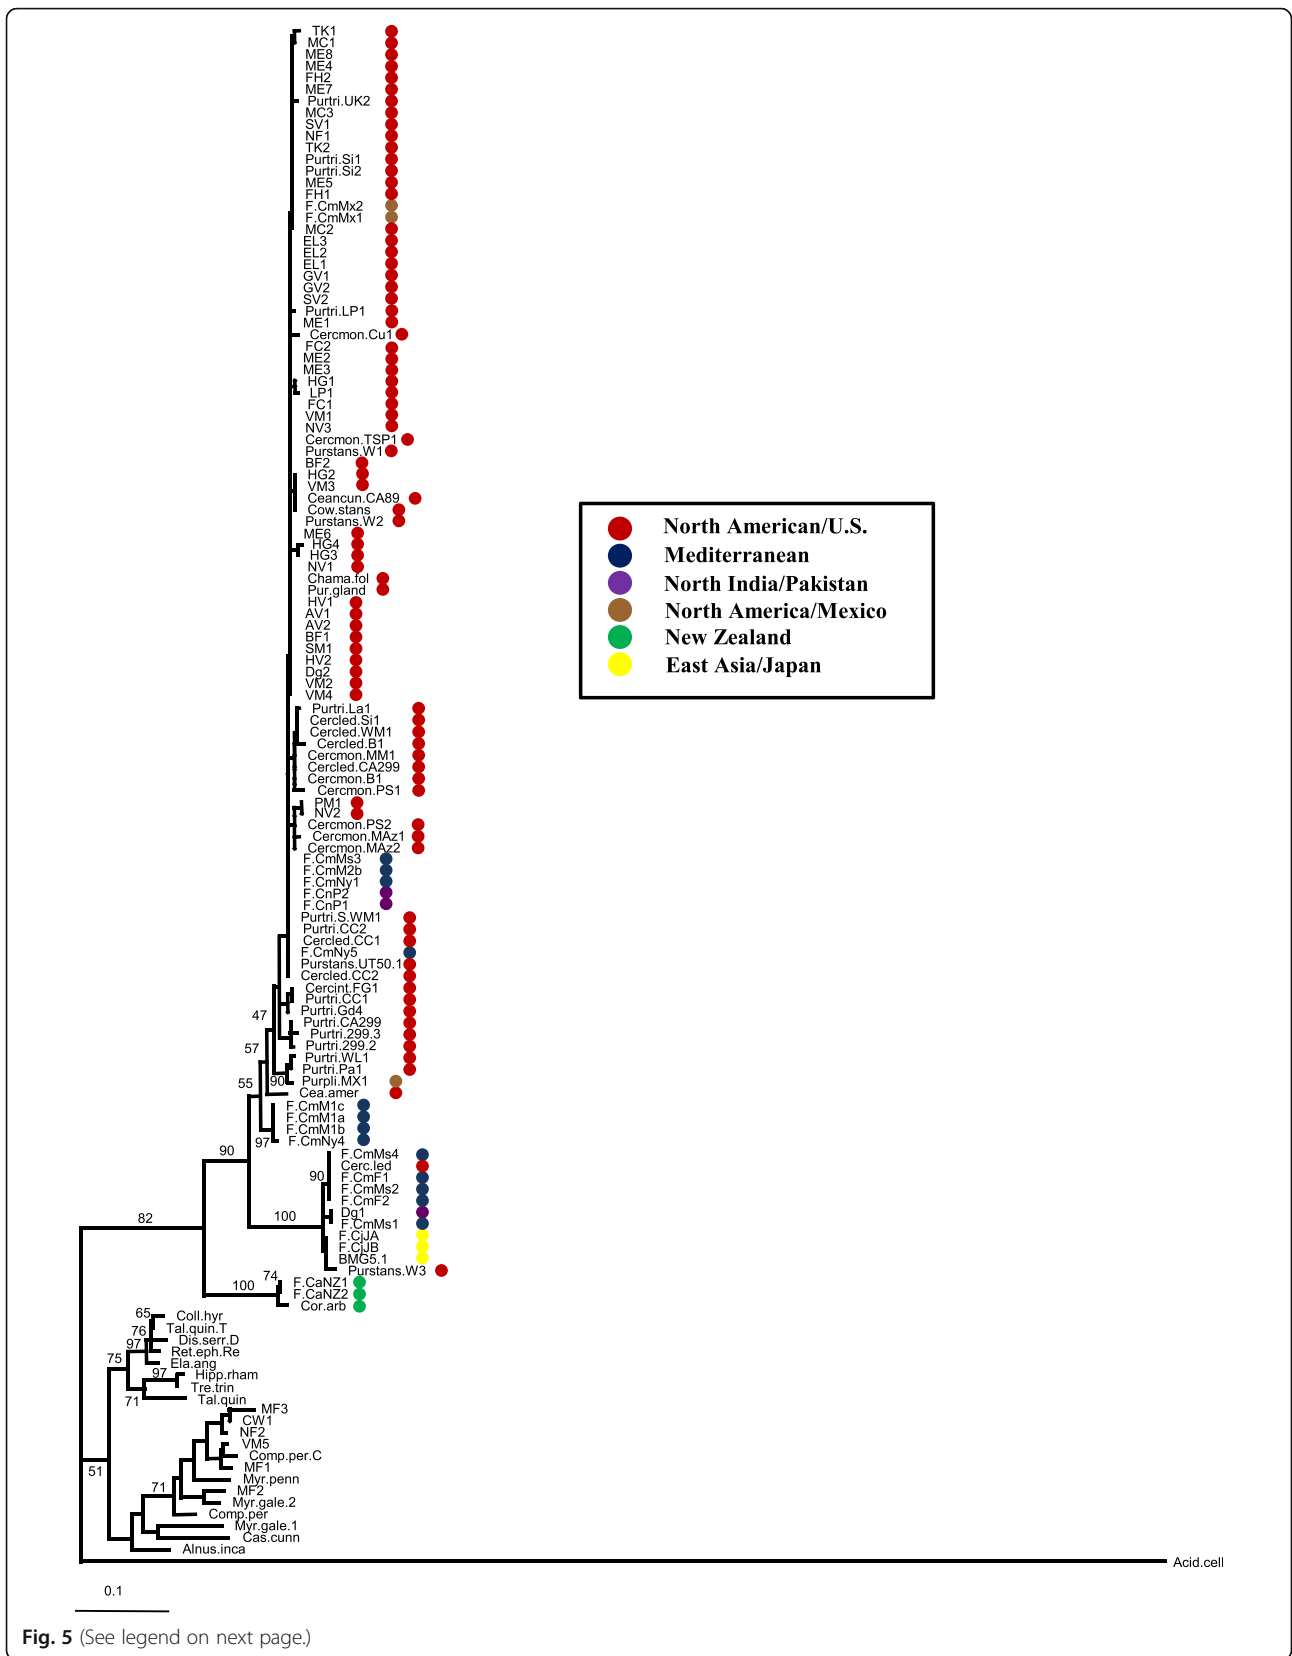 TK1
MC1
ME8
ME4
FH2
ME7
Purtri.UK2
MC3
SV1
NF1
TK2
Purtri.Si1
Purtri.Si2
ME5
FH1
F.CmMx2
F.CmMx1
MC2
EL3
EL2
EL1
GV1
GV2
SV2
Purtri.LP1
ME1
Cercmon.Cu1
FC2
ME2
ME3
HG1
LP1
FC1
VM1
NV3
Cercmon.TSP1
Purstans.W1
BF2
HG2
VM3
Ceancun.CA89
Cow.stans
Purstans.W2
ME6
HG4
HG3
NV1
Chama.fol
Pur.gland
HV1
AV1
AV2
BF1
SM1
HV2
Dg2
VM2
VM4
Purtri.La1
Cercled.Si1
Cercled.WM1
Cercled.B1
Cercmon.MM1
Cercled.CA299
Cercmon.B1
Cercmon.PS1
PM1
NV2
Cercmon.PS2
Cercmon.MAz1
Cercmon.MAz2
F.CmMs3
F.CmM2b
F.CmNy1
F.CnP2
F.CnP1
Purtri.S.WM1
Purtri.CC2
Cercled.CC1
F.CmNy5
Purstans.UT50.1
Cercled.CC2
Cercint.FG1
Purtri.CC1
Purtri.Gd4
47
Purtri.CA299
Purtri.299.3
Purtri.299.2
57
Purtri.WL1
Purtri.Pa1
55
90
Purpli.MX1
Cea.amer
F.CmM1c
F.CmM1a
F.CmM1b
97
F.CmNy4
90
F.CmMs4
Cerc.led
90
F.CmF1
F.CmMs2
F.CmF2
Dg1
82
100
F.CmMs1
F.CjJA
F.CjJB
BMG5.1
Purstans.W3
74
100
F.CaNZ1
F.CaNZ2
Cor.arb
North American/U.S.
Mediterranean
North India/Pakistan
North America/Mexico
New Zealand
East Asia/Japan
65
Coll.hyr
76
Tal.quin.T
97
Dis.serr.D
Ret.eph.Re
75
Ela.ang
97
Hipp.rham
Tre.trin
71
Tal.quin
MF3
CW1
NF2
VM5
Comp.per.C
51
MF1
Myr.penn
71
MF2
Myr.gale.2
Comp.per
Myr.gale.1
Cas.cunn
Alnus.inca
Acid.cell
0.1
Fig. 5 (See legend on next page.)